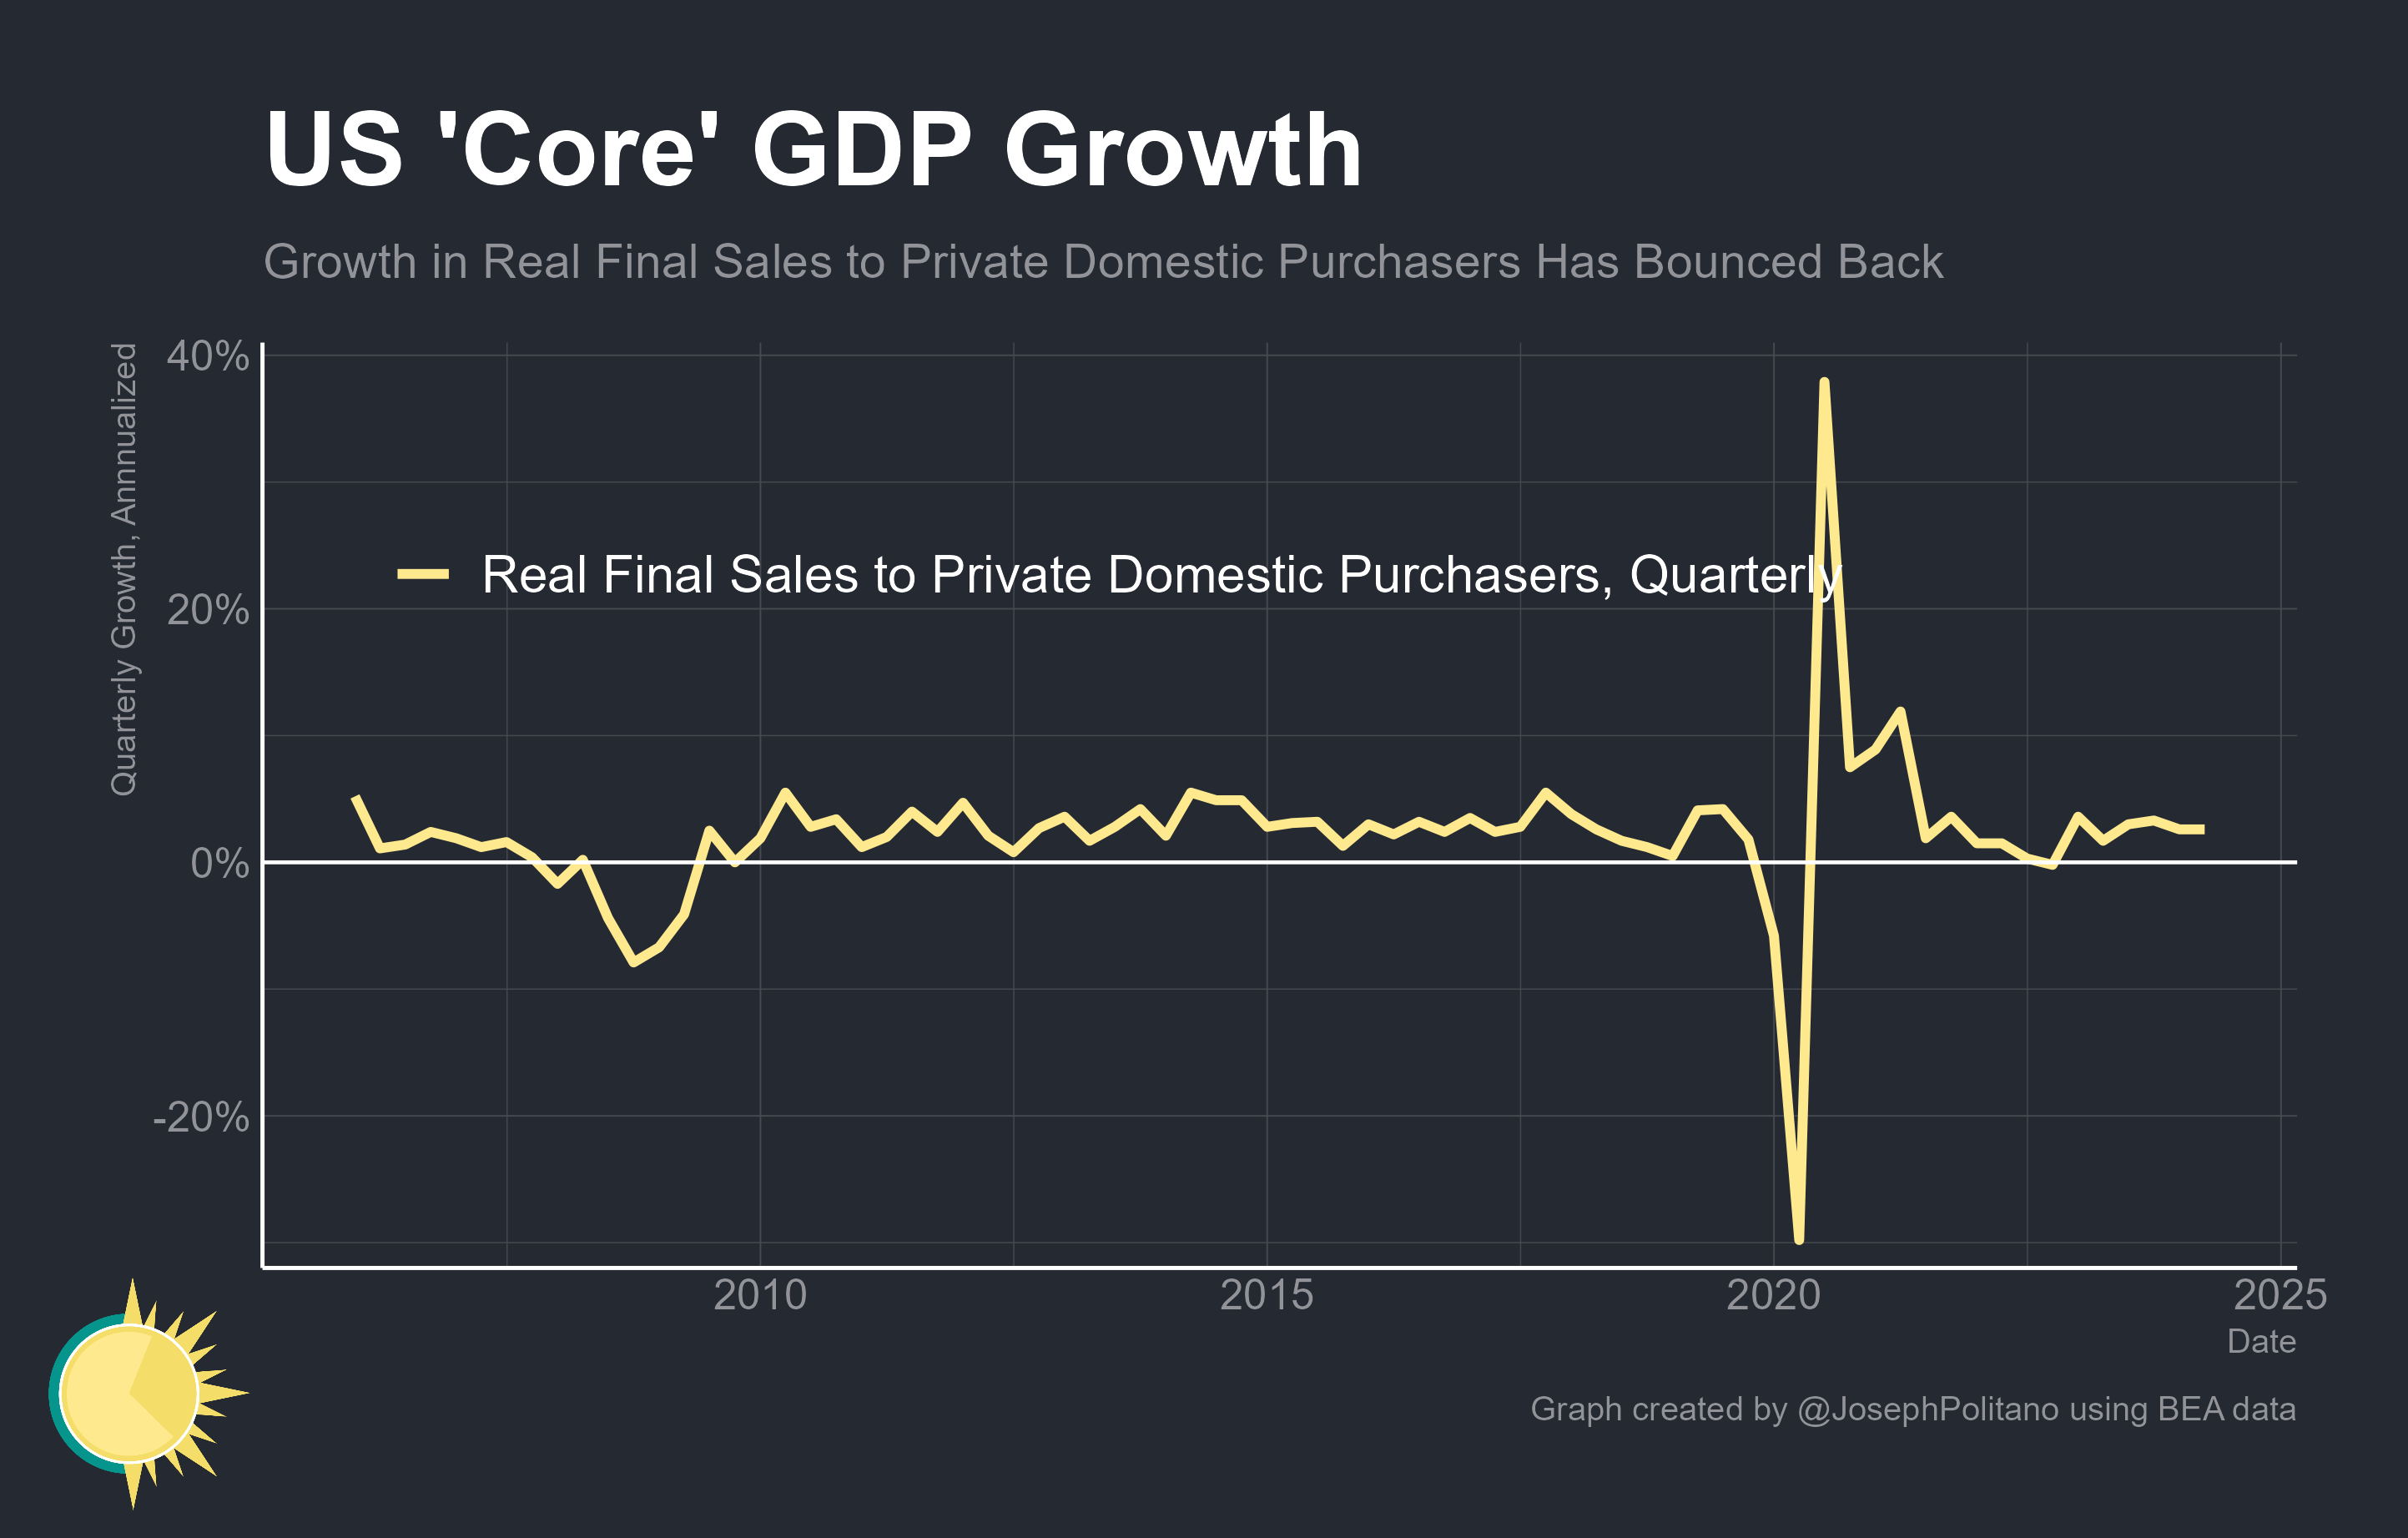 US 'Core' GDP Growth
Growth in Real Final Sales to Private Domestic Purchasers Has Bounced Back
Quarterly Growth, Annnualized
40%
20%
0%
-20%
Real Final Sales to Private Domestic Purchasers, Quarterly
2010
2015
2020
2025
Date
Graph created by @JosephPolitano using BEA data